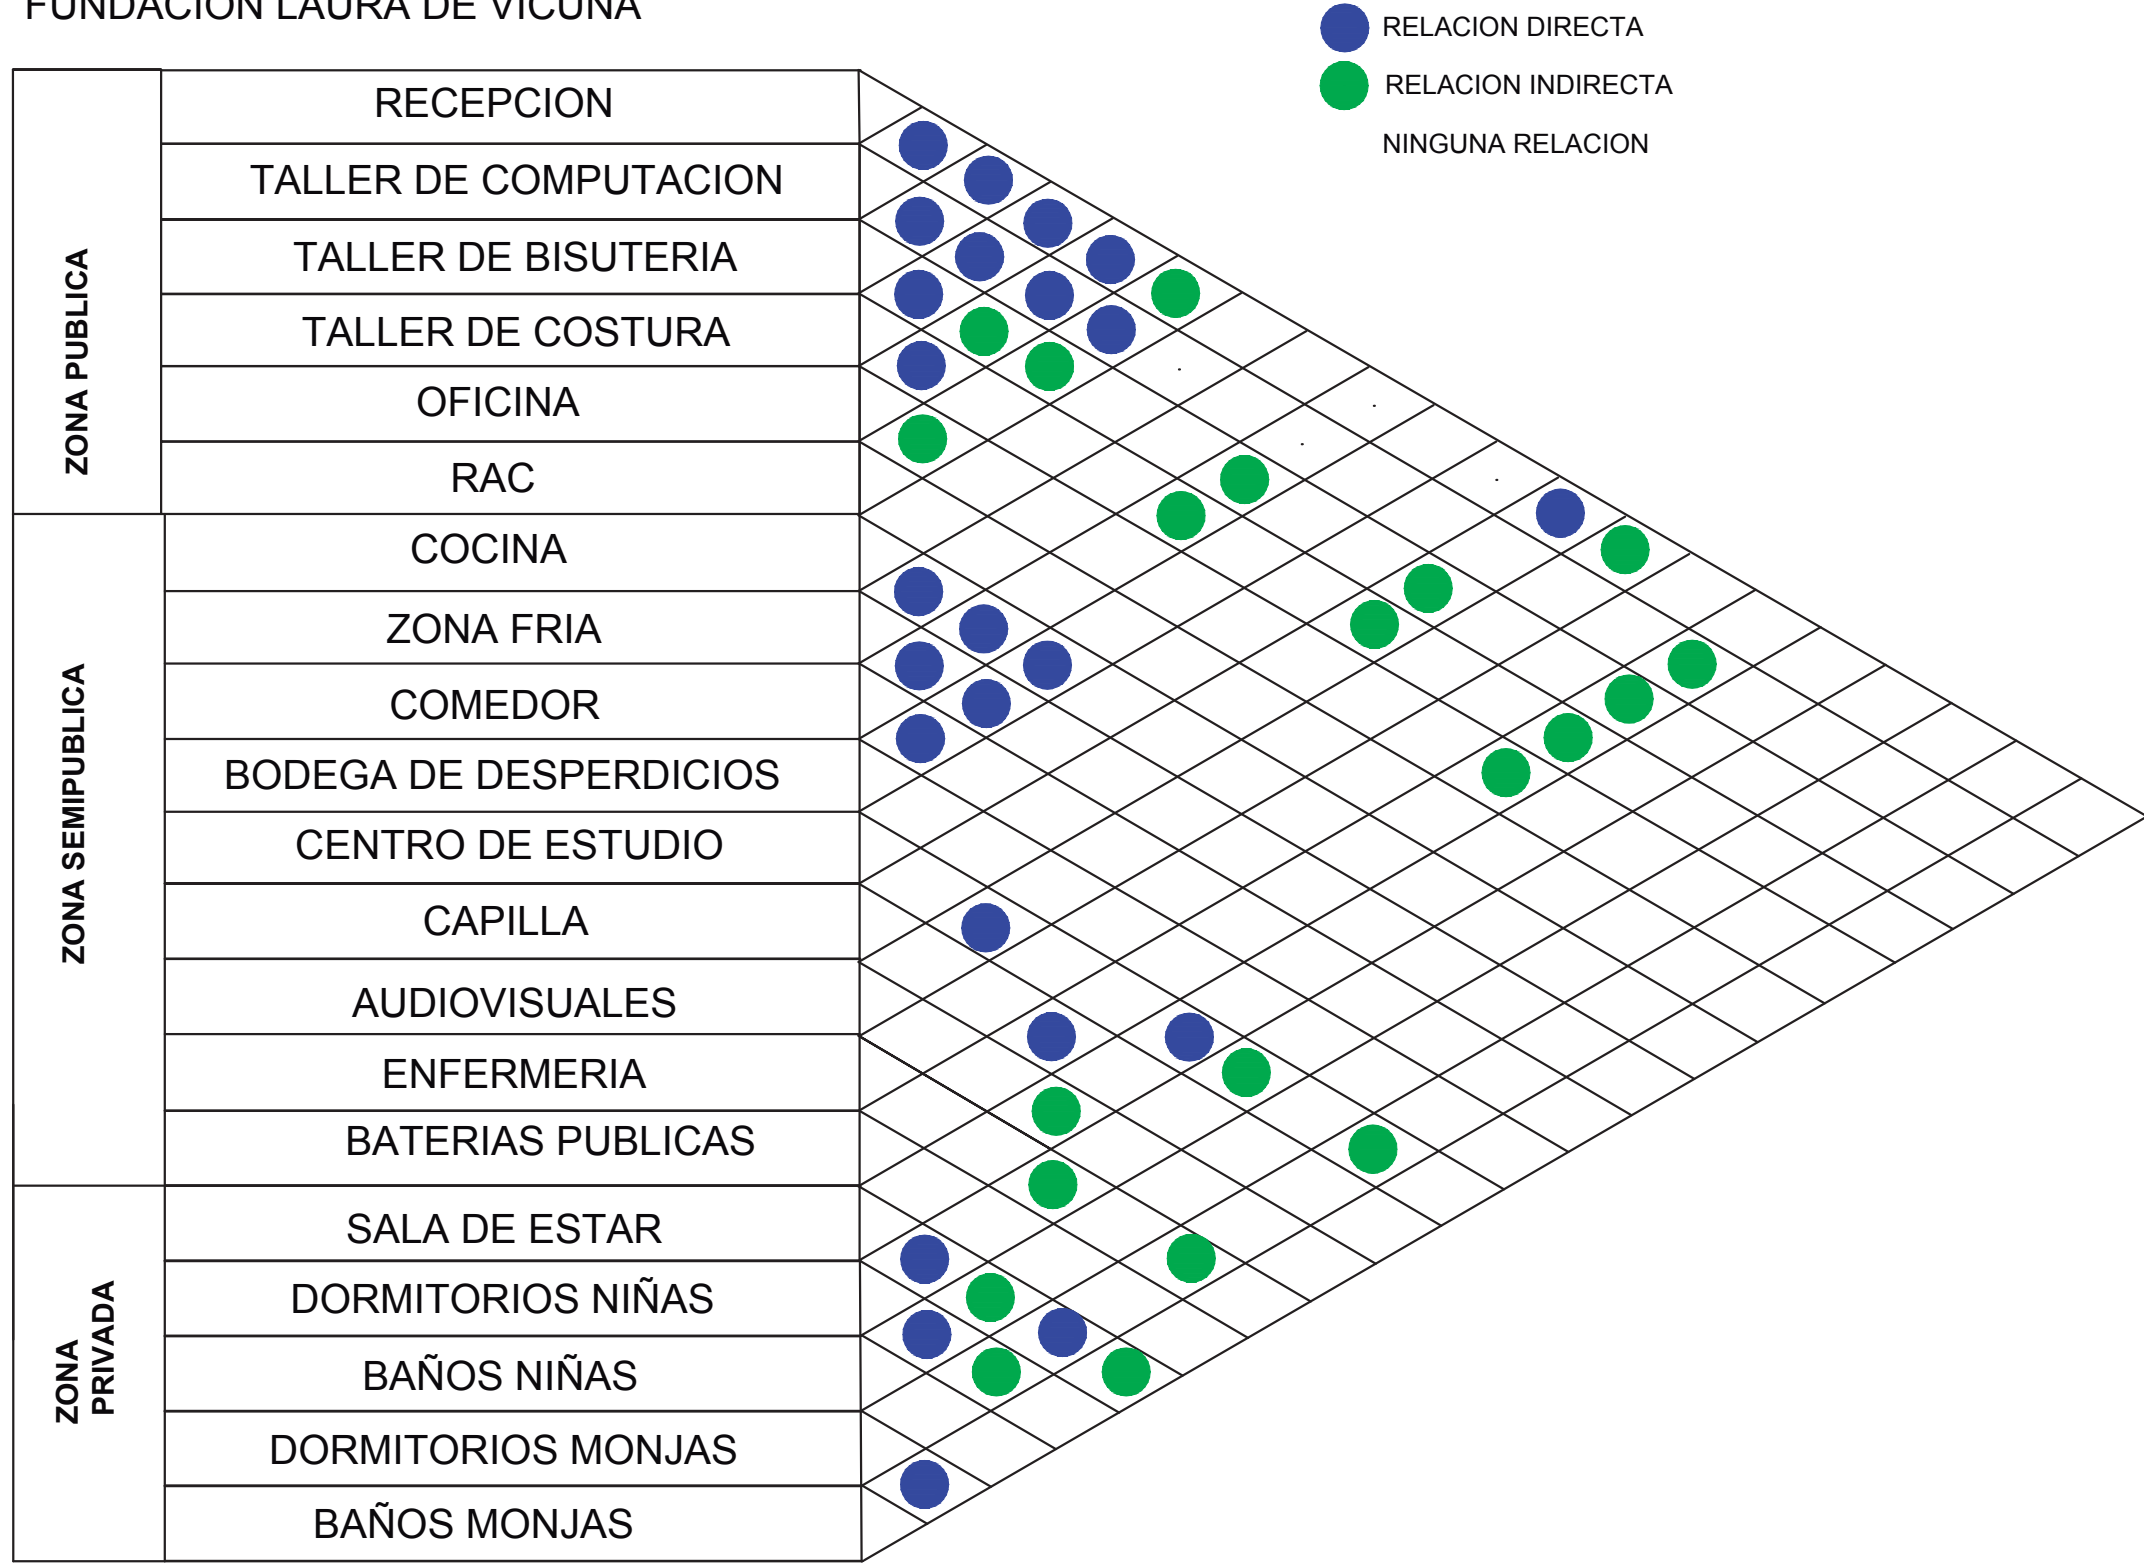 FUNDACION LAURA DE VICUÑA
RELACION DIRECTA
RELACION INDIRECTA
NINGUNA RELACION
ZONA PUBLICA
RECEPCION
TALLER DE COMPUTACION
TALLER DE BISUTERIA
TALLER DE COSTURA
OFICINA
RAC
ZONA SEMIPUBLICA
COCINA
ZONA FRIA
COMEDOR
BODEGA DE DESPERDICIOS
CENTRO DE ESTUDIO
CAPILLA
AUDIOVISUALES
ENFERMERIA
BATERIAS PUBLICAS
ZONA
PRIVADA
SALA DE ESTAR
DORMITORIOS NIÑAS
BAÑOS NIÑAS
DORMITORIOS MONJAS
BAÑOS MONJAS